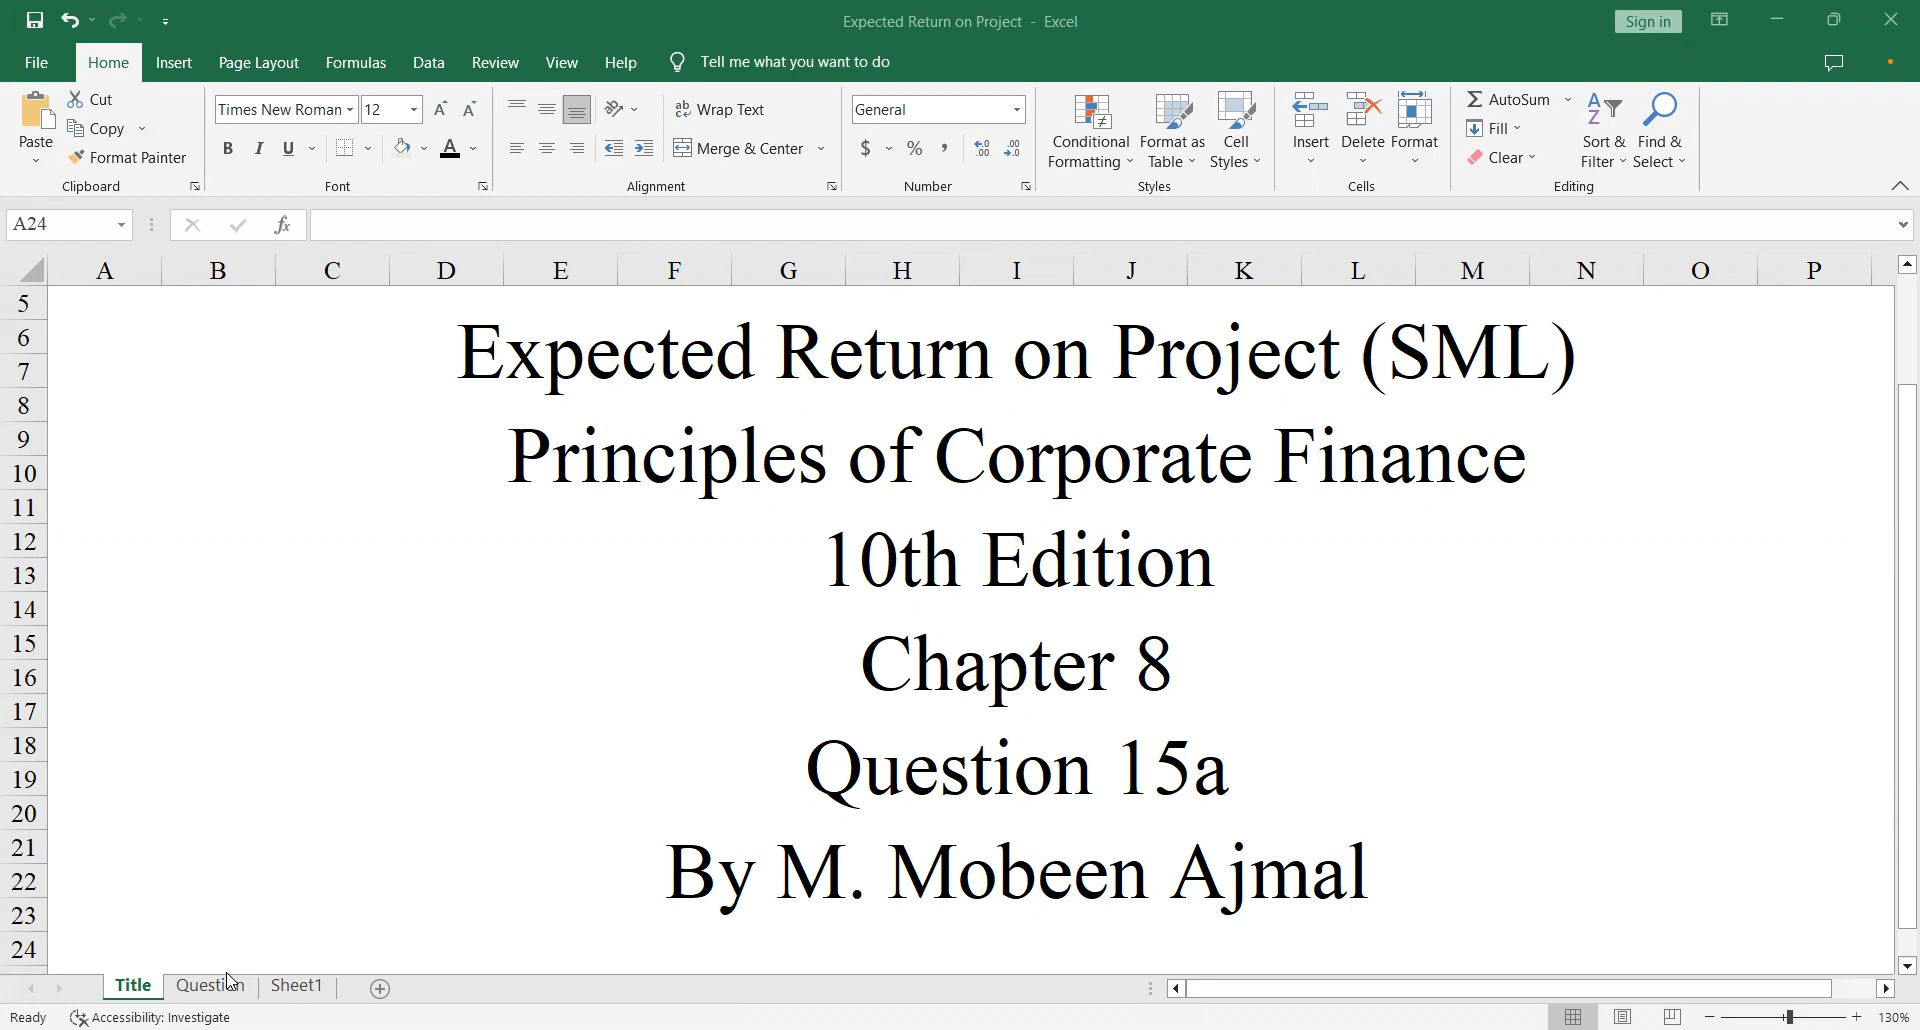 Expected Return on Project - Excel
Sign in
File Home Insert Page Layout Formulas Data Review View Help Tell me what you want to do
Paste
Cut
Copy
Format Painter
Clipboard
Times New Roman 12
B I U A
Font
Wrap Text
Merge & Center
Alignment
General
$ % ,
Number
Conditional Formatting
Format as Table
Cell Styles
Styles
Insert Delete Format
Cells
AutoSum
Fill
Clear
Sort & Filter
Find & Select
Editing
A24 fx
A B C D E F G H I J K L M N O P
5
6
7
8
9
10
11
12
13
14
15
16
17
18
19
20
21
22
23
24
Expected Return on Project (SML)
Principles of Corporate Finance
10th Edition
Chapter 8
Question 15a
By M. Mobeen Ajmal
Title Question Sheet1
Ready Accessibility: Investigate 130%